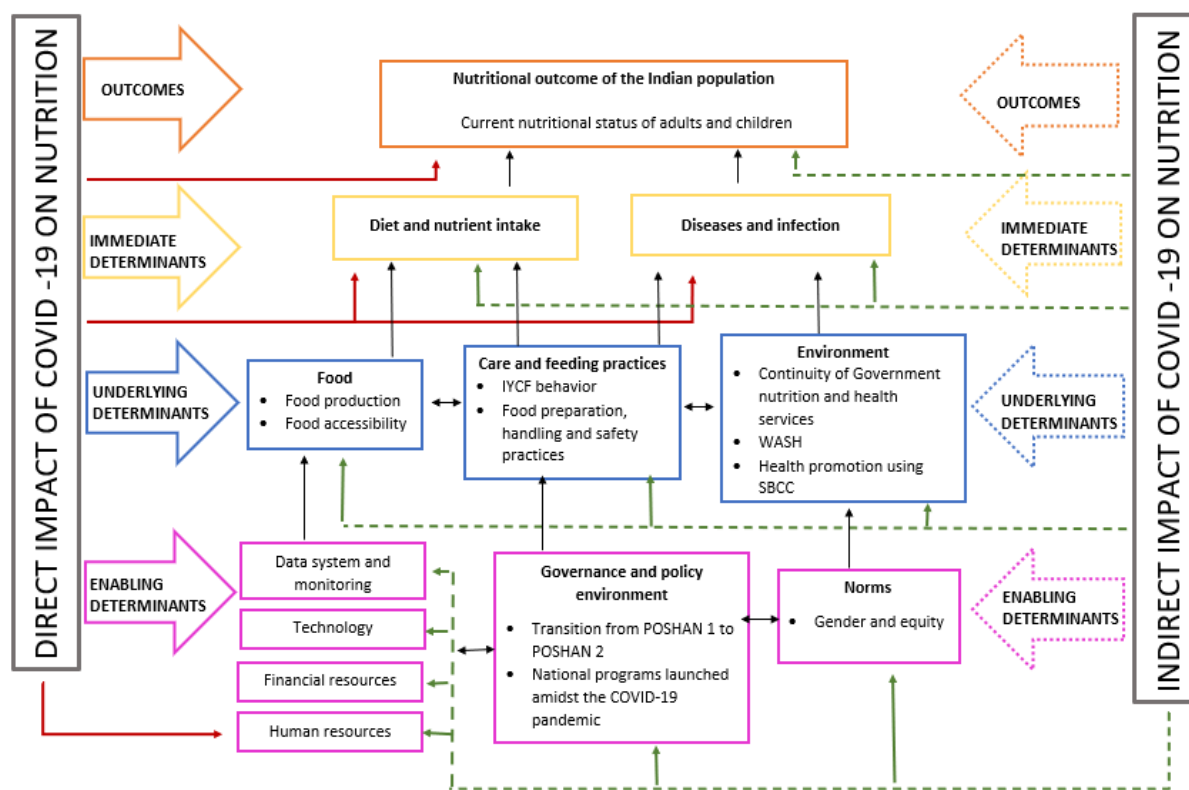 DIRECT IMPACT OF COVID -19 ON NUTRITION
OUTCOMES
Nutritional outcome of the Indian population
Current nutritional status of adults and children
OUTCOMES
INDIRECT IMPACT OF COVID -19 ON NUTRITION
IMMEDIATE
DETERMINANTS
Diet and nutrient intake
Diseases and infection
IMMEDIATE
DETERMINANTS
UNDERLYING
DETERMINANTS
Food
• Food production
• Food accessibility
Care and feeding practices
• IYCF behavior
• Food preparation,
handling and safety
practices
Environment
• Continuity of Government
nutrition and health
services
• WASH
• Health promotion using
SBCC
UNDERLYING
DETERMINANTS
ENABLING
DETERMINANTS
Data system and
monitoring
Technology
Financial resources
Human resources
Governance and policy
environment
• Transition from POSHAN 1 to
POSHAN 2
• National programs launched
amidst the COVID-19
pandemic
Norms
• Gender and equity
ENABLING
DETERMINANTS